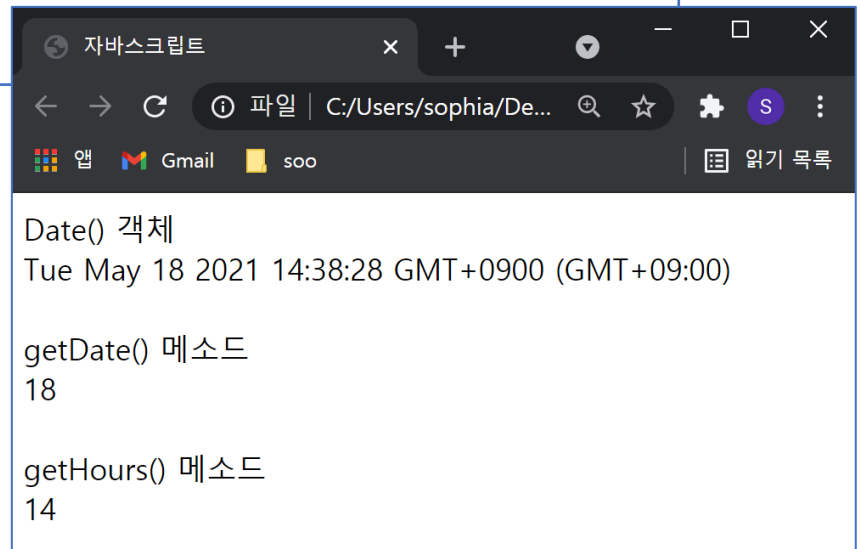 자바스크립트
파일 C:/Users/sophia/De... S
앱 Gmail soo 읽기 목록
Date() 객체
Tue May 18 2021 14:38:28 GMT+0900 (GMT+09:00)
getDate() 메소드
18
getHours() 메소드
14